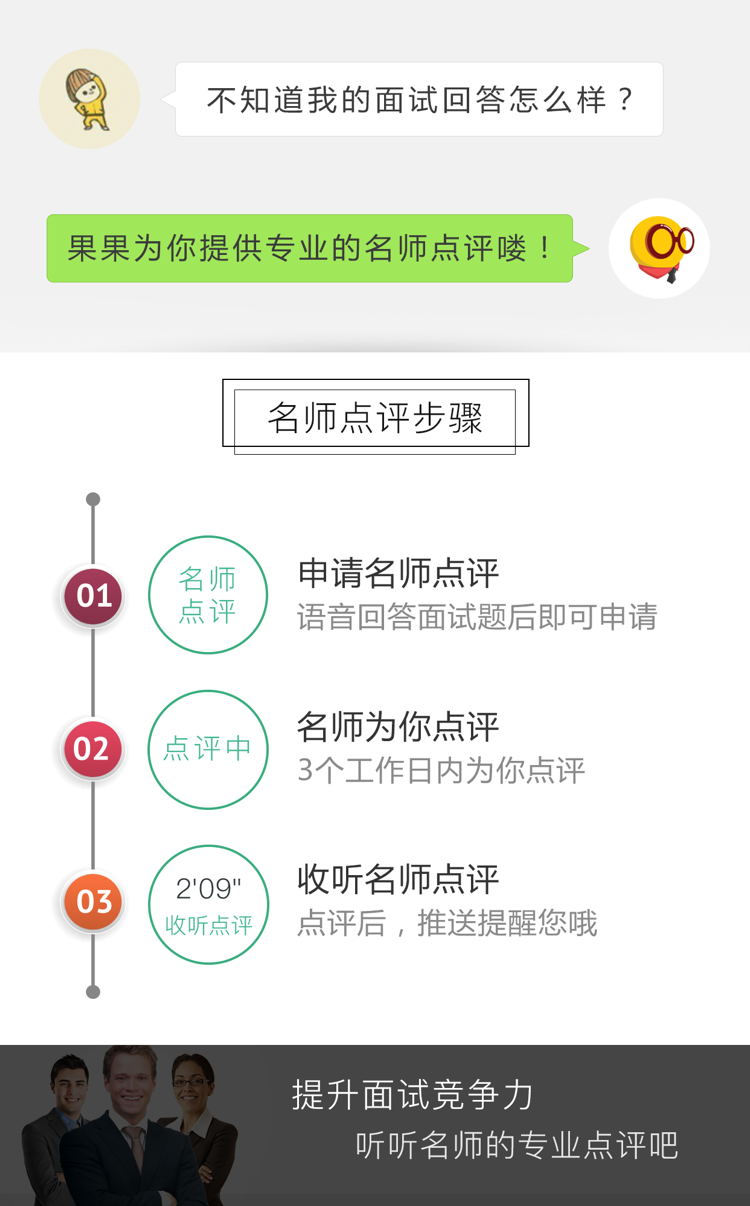 不知道我的面试回答怎么样？
果果为你提供专业的名师点评喽！
名师点评步骤
01
名师
点评
申请名师点评
语音回答面试题后即可申请
02
点评中
名师为你点评
3个工作日内为你点评
03
2'09"
收听点评
收听名师点评
点评后，推送提醒您哦
提升面试竞争力
听听名师的专业点评吧